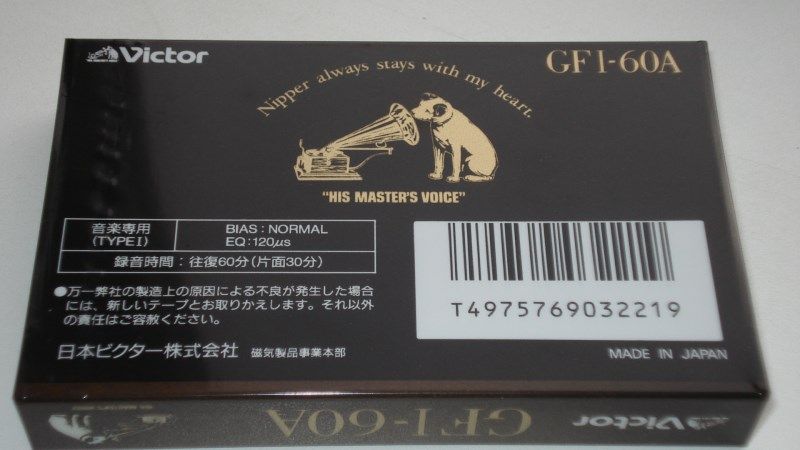 Victor
GF I-60A
Nipper always stays with my heart.
"HIS MASTER'S VOICE"
音楽専用
(TYPE I)
BIAS: NORMAL
EQ: 120μs
録音時間：往復60分(片面30分)
●万一弊社の製造上の原因による不良が発生した場合
には、新しいテープとお取りかえします。それ以外
の責任はご容赦ください。
日本ビクター株式会社 磁気製品事業本部
T4975769032219
MADE IN JAPAN
GF I-60A
Victor